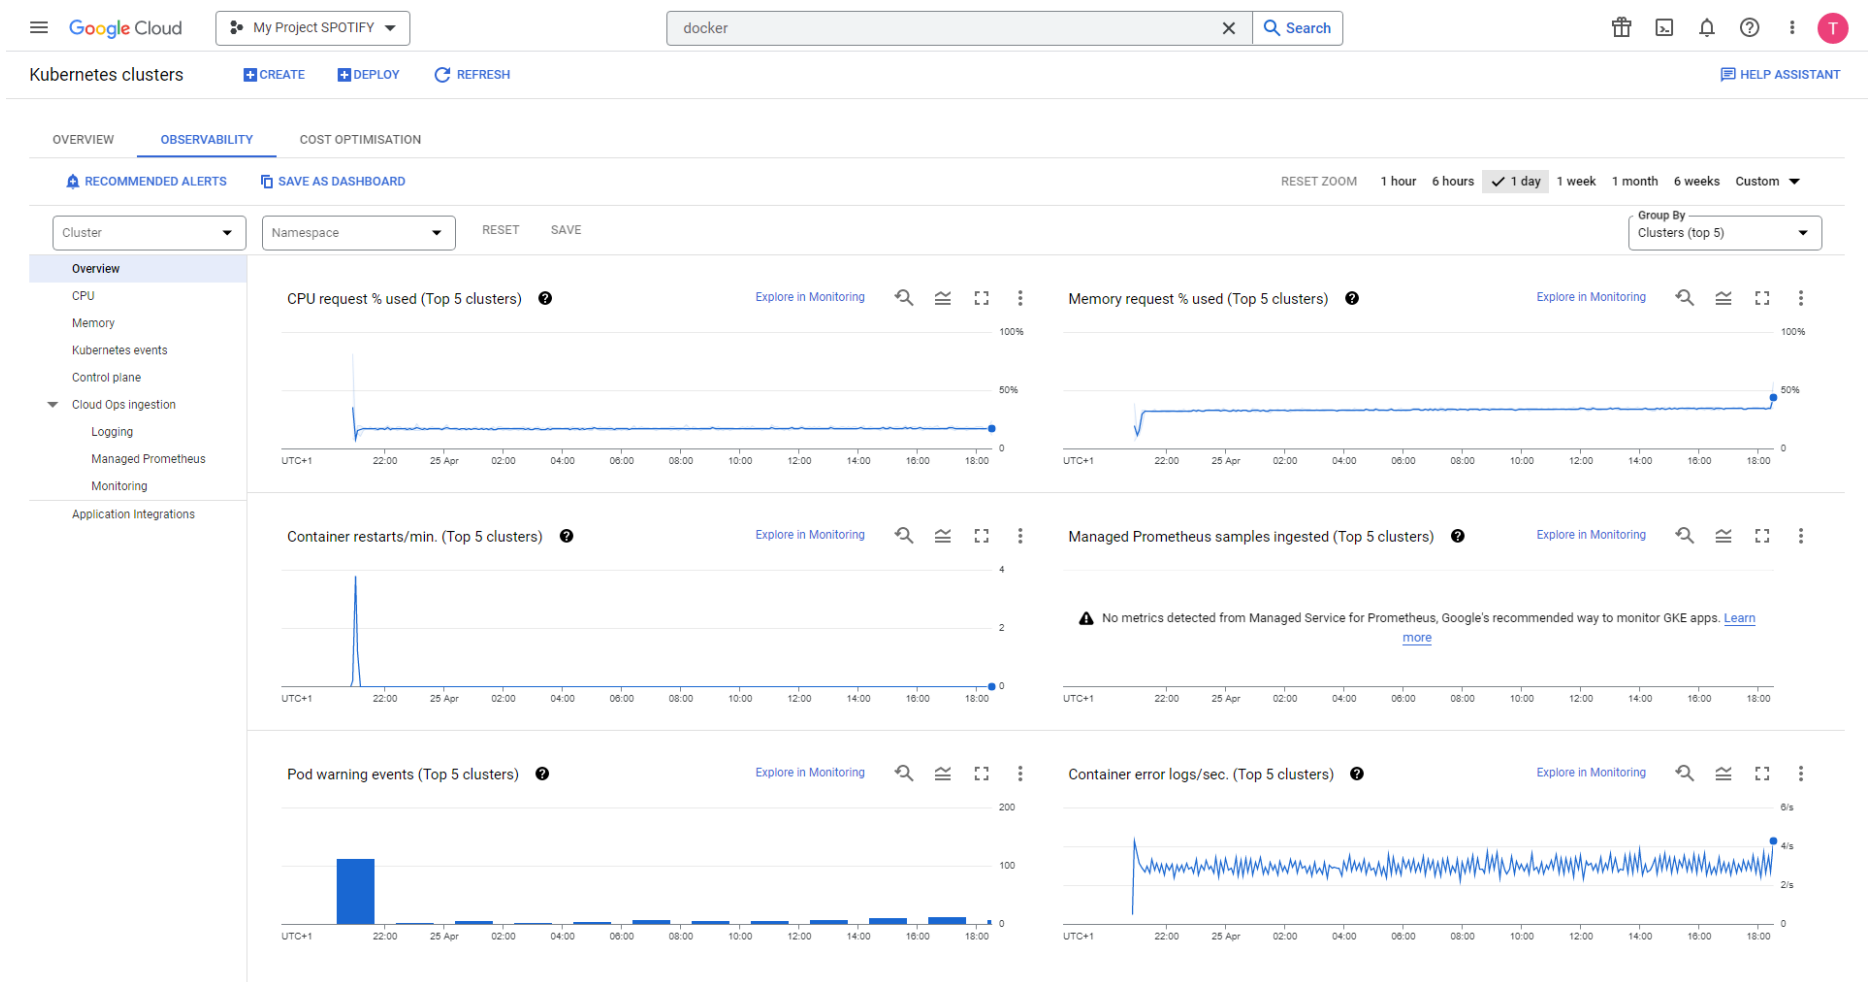 Google Cloud
My Project SPOTIFY
docker
Search
T
Kubernetes clusters
CREATE
DEPLOY
REFRESH
HELP ASSISTANT
OVERVIEW
OBSERVABILITY
COST OPTIMISATION
RECOMMENDED ALERTS
SAVE AS DASHBOARD
RESET ZOOM
1 hour
6 hours
1 day
1 week
1 month
6 weeks
Custom
Cluster
Namespace
RESET
SAVE
Group By
Clusters (top 5)
Overview
CPU
Memory
Kubernetes events
Control plane
Cloud Ops ingestion
Logging
Managed Prometheus
Monitoring
Application Integrations
CPU request % used (Top 5 clusters)
Explore in Monitoring
100%
50%
0
UTC+1 22:00 25 Apr 02:00 04:00 06:00 08:00 10:00 12:00 14:00 16:00 18:00
Memory request % used (Top 5 clusters)
Explore in Monitoring
100%
50%
0
UTC+1 22:00 25 Apr 02:00 04:00 06:00 08:00 10:00 12:00 14:00 16:00 18:00
Container restarts/min. (Top 5 clusters)
Explore in Monitoring
4
2
0
UTC+1 22:00 25 Apr 02:00 04:00 06:00 08:00 10:00 12:00 14:00 16:00 18:00
Managed Prometheus samples ingested (Top 5 clusters)
Explore in Monitoring
No metrics detected from Managed Service for Prometheus, Google's recommended way to monitor GKE apps. Learn
more
UTC+1 22:00 25 Apr 02:00 04:00 06:00 08:00 10:00 12:00 14:00 16:00 18:00
Pod warning events (Top 5 clusters)
Explore in Monitoring
200
100
0
UTC+1 22:00 25 Apr 02:00 04:00 06:00 08:00 10:00 12:00 14:00 16:00 18:00
Container error logs/sec. (Top 5 clusters)
Explore in Monitoring
6/s
4/s
2/s
0
UTC+1 22:00 25 Apr 02:00 04:00 06:00 08:00 10:00 12:00 14:00 16:00 18:00